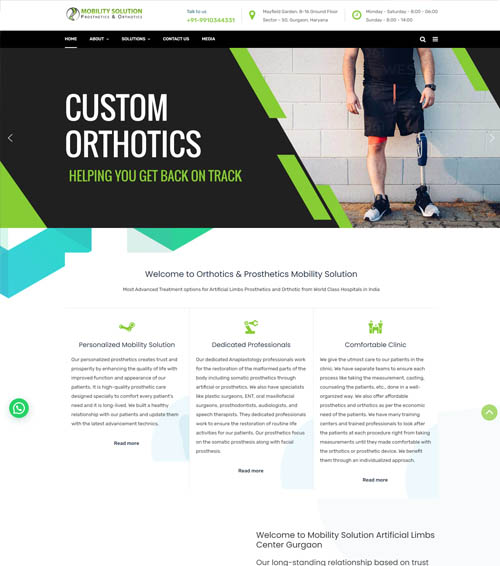 MOBILITY SOLUTION
PROSTHETICS & ORTHOTICS
Talk to us
+91-9910344331
Mayfield Garden, B-16 Ground Floor
Sector - 50, Gurgaon, Haryana
Monday - Saturday - 8:00 - 06:00
Sunday - 8:00 - 14:00
HOME
ABOUT
SOLUTIONS
CONTACT US
MEDIA
CUSTOM
ORTHOTICS
HELPING YOU GET BACK ON TRACK
Welcome to Orthotics & Prosthetics Mobility Solution
Most Advanced Treatment options for Artificial Limbs Prosthetics and Orthotic from World Class Hospitals in India
Personalized Mobility Solution
Our personalized prosthetics creates trust and
prosperity by enhancing the quality of life with
improved function and appearance of our
patients. It is high-quality prosthetic care
designed specially to comfort every patient's
need and it is long-lived. We built a healthy
relationship with our patients and update them
with the latest advancement technics.
Read more
Dedicated Professionals
Our dedicated Anaplastology professionals work
for the restoration of the malformed parts of the
body including somatic prosthesis through
artificial or prosthetics. We also have specialists
like plastic surgeons, ENT, oral maxillofacial
surgeons, audiologists, and
speech therapists. They dedicated professionals
work to ensure the restoration of routine life
activities for our patients. Our prosthetics focus
on the somatic prosthesis along with facial
prosthesis.
Read more
Comfortable Clinic
We give the utmost care to our patients in the
clinic. We have separate teams to ensure each
process like taking the measurement, casting,
counseling the patients, etc., done in a well-
organized way. We also offer affordable
prosthetics and orthotics as per the economic
need of the patients. We have many training
centers and trained professionals to look after
the patients at each procedure right from taking
measurements until they made comfortable with
the orthotics or prosthetic device. We benefit
them through an individualized approach.
Read more
Welcome to Mobility Solution Artificial Limbs
Center Gurgaon
Our long-standing relationship based on trust